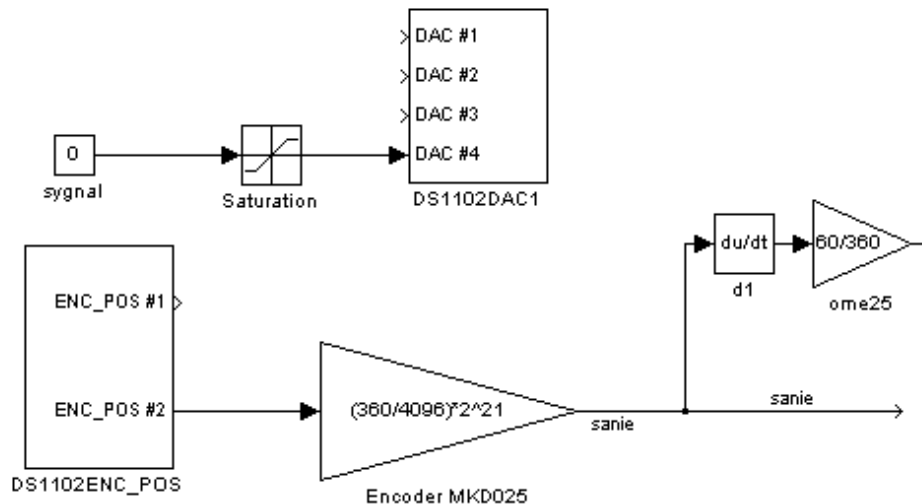 DAC #1
DAC #2
DAC #3
0
DAC #4
sygnal
Saturation
DS1102DAC1
du/dt
60/360
d1
ome25
ENC_POS #1
ENC_POS #2
(360/4096)*2^21
sanie
sanie
DS1102ENC_POS
Encoder MKD025